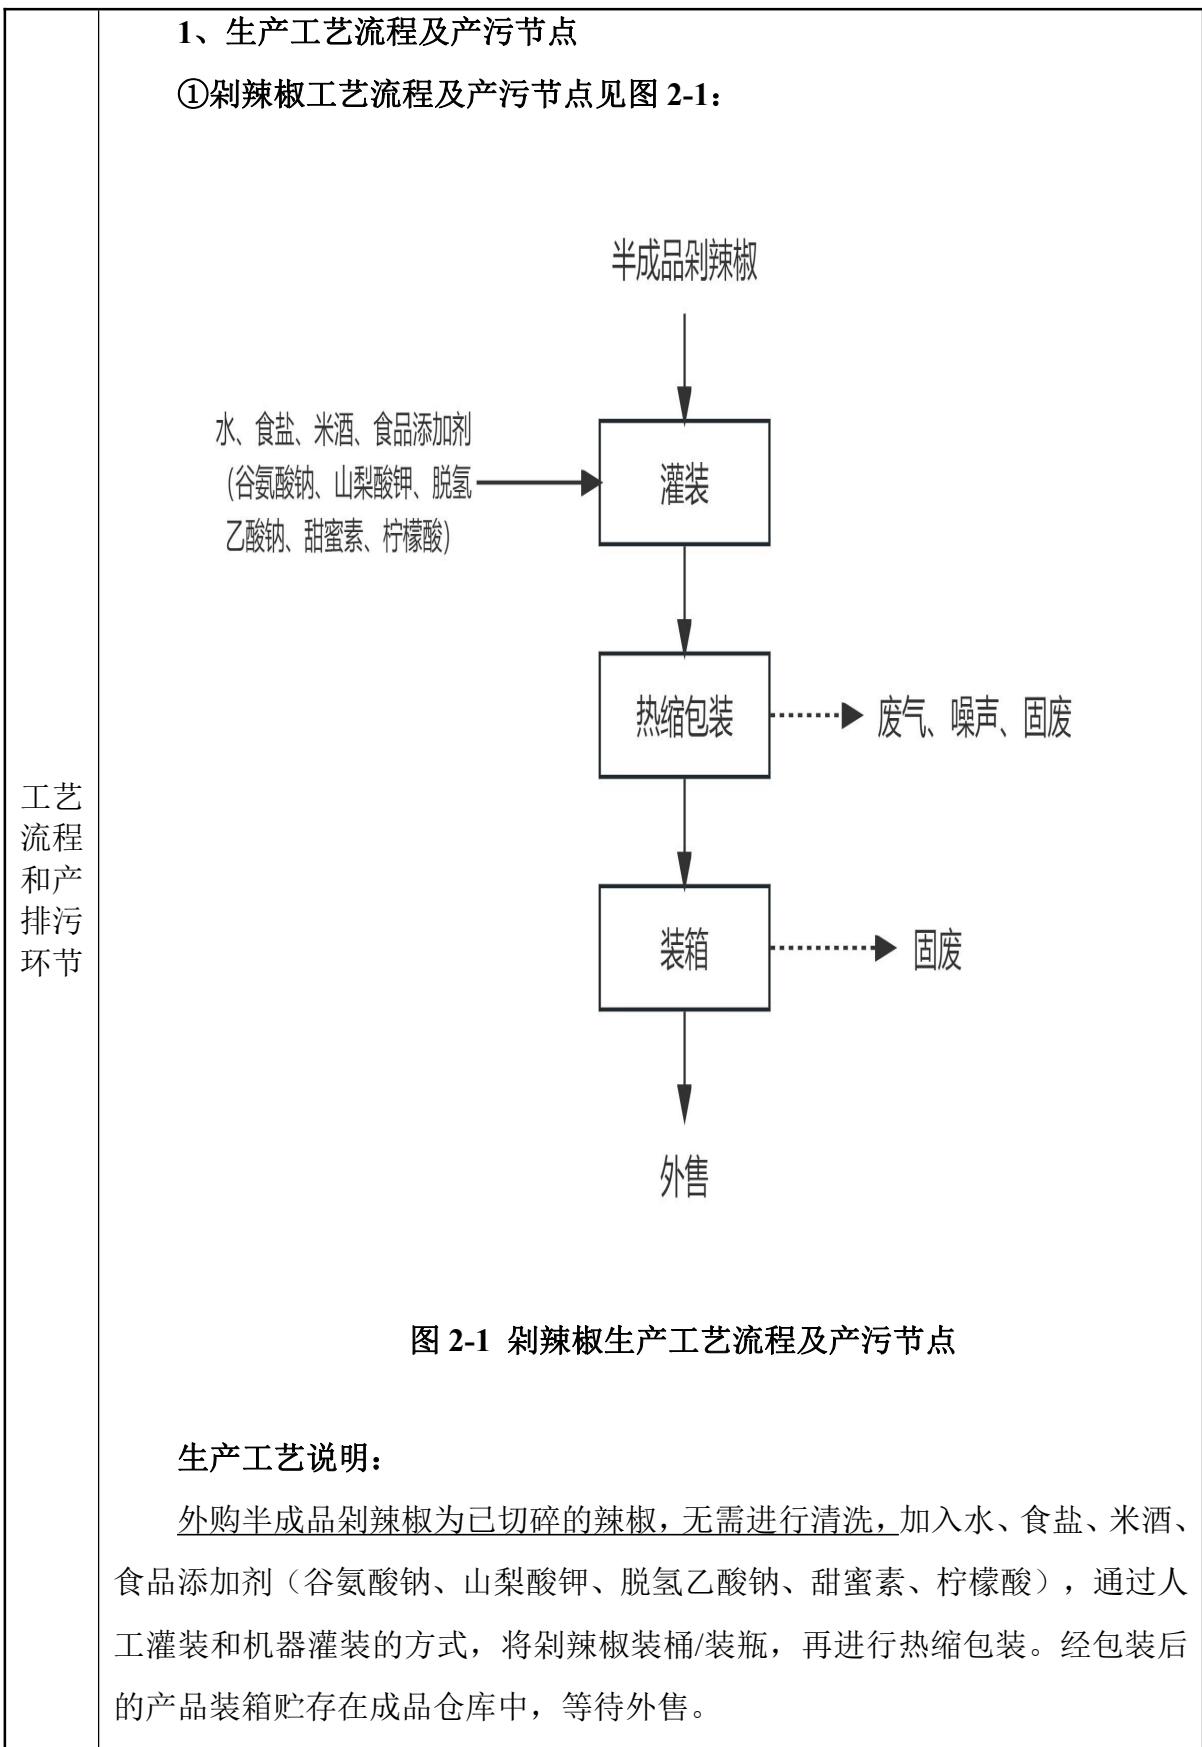 1、生产工艺流程及产污节点
①剁辣椒工艺流程及产污节点见图 2-1：
半成品剁辣椒
水、食盐、米酒、食品添加剂
（谷氨酸钠、山梨酸钾、脱氢
乙酸钠、甜蜜素、柠檬酸）
灌装
热缩包装
废气、噪声、固废
装箱
固废
外售
图 2-1 剁辣椒生产工艺流程及产污节点
工艺
流程
和产
排污
环节
生产工艺说明：
外购半成品剁辣椒为已切碎的辣椒，无需进行清洗，加入水、食盐、米酒、
食品添加剂（谷氨酸钠、山梨酸钾、脱氢乙酸钠、甜蜜素、柠檬酸），通过人
工灌装和机器灌装的方式，将剁辣椒装桶/装瓶，再进行热缩包装。经包装后
的产品装箱贮存在成品仓库中，等待外售。